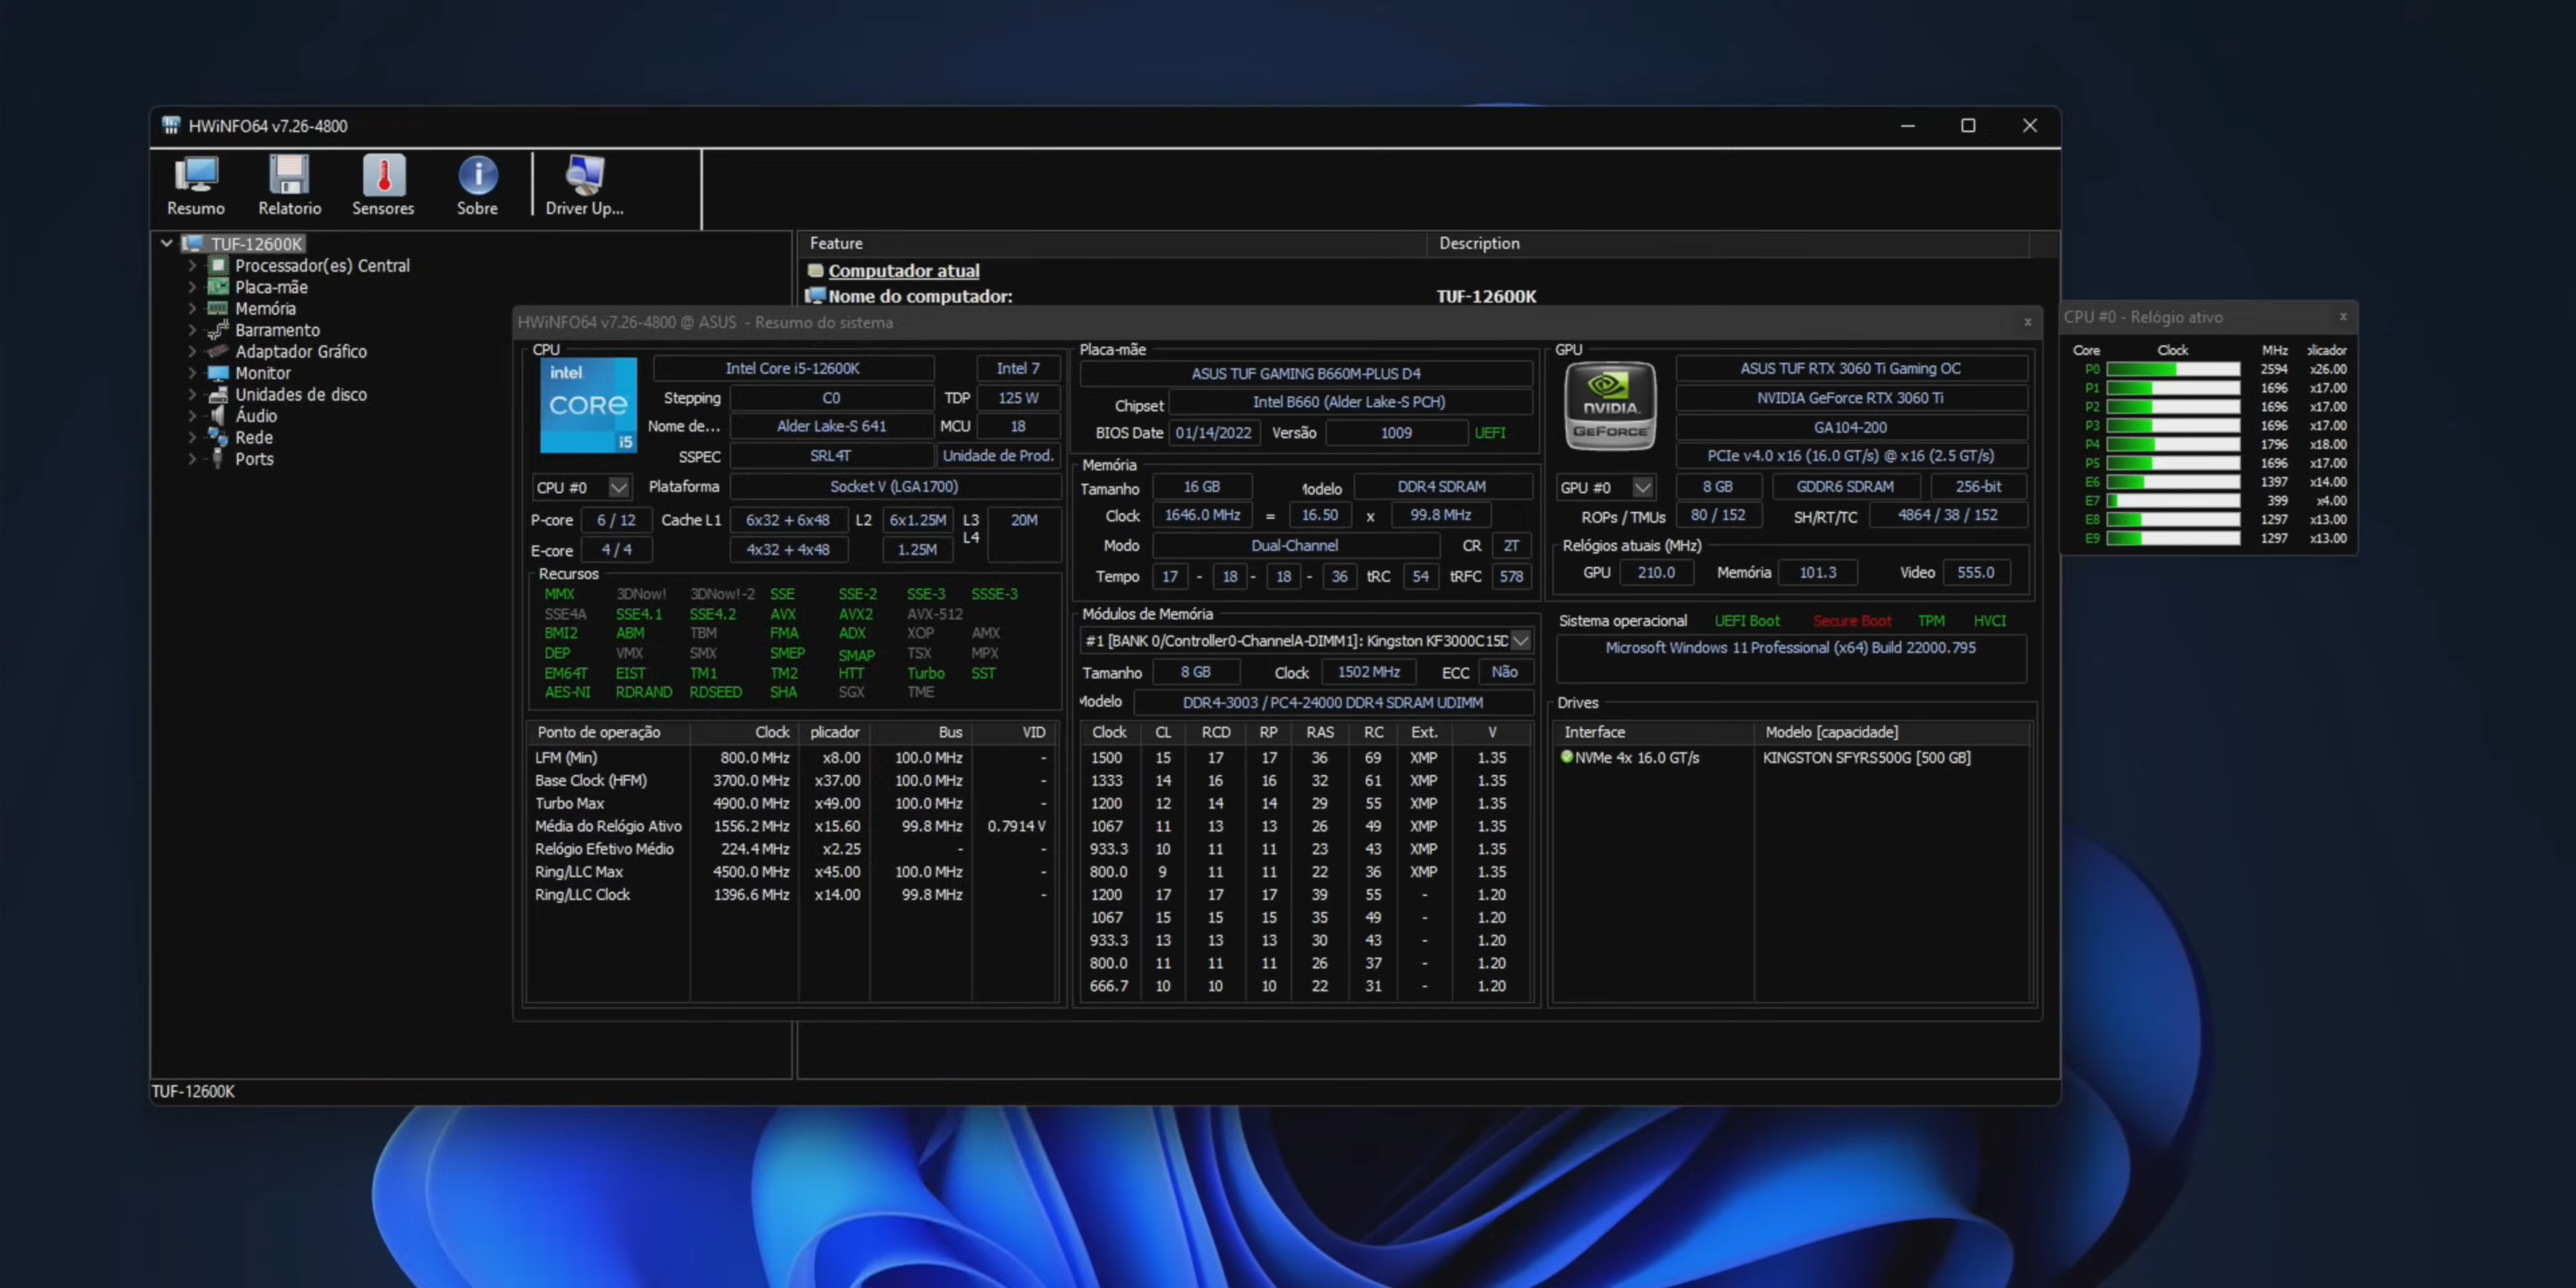 HWiNFO64 v7.26-4800
Resumo
Relatorio
Sensores
Sobre
Driver Up...
TUF-12600K
Processador(es) Central
Placa-mãe
Memória
Barramento
Adaptador Gráfico
Monitor
Unidades de disco
Áudio
Rede
Ports
Feature Description
Computador atual
Nome do computador: TUF-12600K
HWiNFO64 v7.26-4800 @ ASUS - Resumo do sistema
CPU
intel CORE i5
Intel Core i5-12600K Intel 7
Stepping C0 TDP 125 W
Nome de... Alder Lake-S 641 MCU 18
SSPEC SRL4T Unidade de Prod.
CPU #0 Plataforma Socket V (LGA1700)
P-core 6 / 12 Cache L1 6x32 + 6x48 L2 6x1.25M L3 20M
L4
E-core 4 / 4 4x32 + 4x48 1.25M
Recursos
MMX 3DNow! 3DNow!-2 SSE SSE-2 SSE-3 SSSE-3
SSE4A SSE4.1 SSE4.2 AVX AVX2 AVX-512
BMI2 ABM TBM FMA ADX XOP AMX
DEP VMX SMX SMEP SMAP TSX MPX
EM64T EIST TM1 TM2 HTT Turbo SST
AES-NI RDRAND RDSEED SHA SGX TME
Ponto de operação Clock plicador Bus VID
LFM (Min) 800.0 MHz x8.00 100.0 MHz -
Base Clock (HFM) 3700.0 MHz x37.00 100.0 MHz -
Turbo Max 4900.0 MHz x49.00 100.0 MHz -
Média do Relógio Ativo 1556.2 MHz x15.60 99.8 MHz 0.7914 V
Relógio Efetivo Médio 224.4 MHz x2.25 - -
Ring/LLC Max 4500.0 MHz x45.00 100.0 MHz -
Ring/LLC Clock 1396.6 MHz x14.00 99.8 MHz -
Placa-mãe
ASUS TUF GAMING B660M-PLUS D4
Chipset Intel B660 (Alder Lake-S PCH)
BIOS Date 01/14/2022 Versão 1009 UEFI
Memória
Tamanho 16 GB Modelo DDR4 SDRAM
Clock 1646.0 MHz = 16.50 x 99.8 MHz
Modo Dual-Channel CR 2T
Tempo 17 - 18 - 18 - 36 tRC 54 tRFC 578
Módulos de Memória
#1 [BANK 0/Controller0-ChannelA-DIMM1]: Kingston KF3000C15D
Tamanho 8 GB Clock 1502 MHz ECC Não
Modelo DDR4-3003 / PC4-24000 DDR4 SDRAM UDIMM
Clock CL RCD RP RAS RC Ext. V
1500 15 17 17 36 69 XMP 1.35
1333 14 16 16 32 61 XMP 1.35
1200 12 14 14 29 55 XMP 1.35
1067 11 13 13 26 49 XMP 1.35
933.3 10 11 11 23 43 XMP 1.35
800.0 9 11 11 22 36 XMP 1.35
1200 17 17 17 39 55 - 1.20
1067 15 15 15 35 49 - 1.20
933.3 13 13 13 30 43 - 1.20
800.0 11 11 11 26 37 - 1.20
666.7 10 10 10 22 31 - 1.20
GPU
NVIDIA. GEFORCE
ASUS TUF RTX 3060 Ti Gaming OC
NVIDIA GeForce RTX 3060 Ti
GA104-200
PCIe v4.0 x16 (16.0 GT/s) @ x16 (2.5 GT/s)
GPU #0 8 GB GDDR6 SDRAM 256-bit
ROPs / TMUs 80 / 152 SH/RT/TC 4864 / 38 / 152
Relógios atuais (MHz)
GPU 210.0 Memória 101.3 Video 555.0
Sistema operacional UEFI Boot Secure Boot TPM HVCI
Microsoft Windows 11 Professional (x64) Build 22000.795
Drives
Interface Modelo [capacidade]
NVMe 4x 16.0 GT/s KINGSTON SFYRS500G [500 GB]
CPU #0 - Relógio ativo
Core Clock MHz plicador
P0 2594 x26.00
P1 1696 x17.00
P2 1696 x17.00
P3 1696 x17.00
P4 1796 x18.00
P5 1696 x17.00
E6 1397 x14.00
E7 399 x4.00
E8 1297 x13.00
E9 1297 x13.00
TUF-12600K